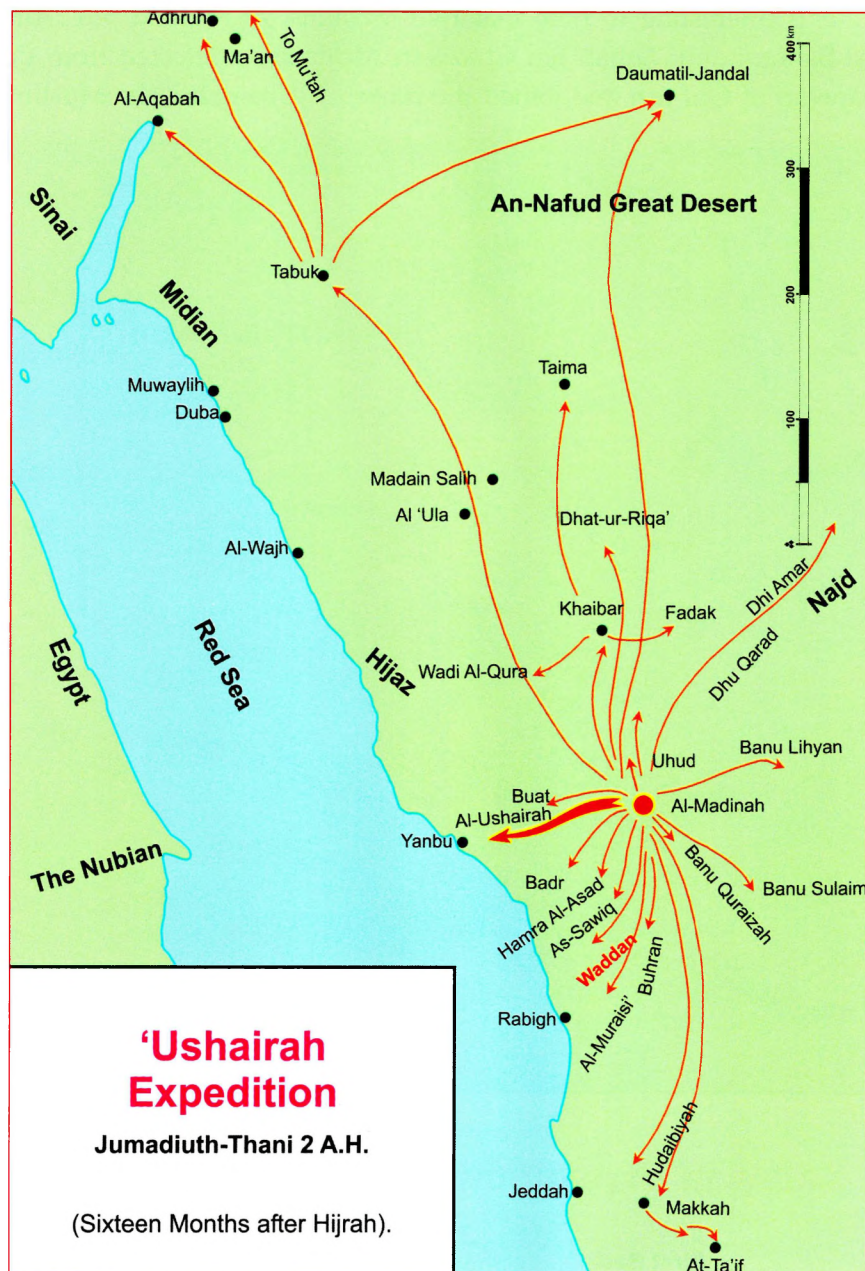 Adhruh
Ma'an
To Mu'tah
400 km
Daumatil-Jandal
Al-Aqabah
300
Sinai
An-Nafud Great Desert
Tabuk
200
Midian
Taima
Muwaylih
Duba
100
Madain Salih
Al ‘Ula
Dhat-ur-Riqa’
Al-Wajh
Dhi Amar
Najd
Khaibar
Fadak
Red Sea
Egypt
Hijaz
Wadi Al-Qura
Dhu Qarad
Uhud
Banu Lihyan
Buat
Al-Madinah
Al-Ushairah
Yanbu
The Nubian
Badr
Banu Quraizah
Banu Sulaim
Hamra Al-Asad
As-Sawiq
Waddan
Buhran
Al-Muraisi’
Rabigh
‘Ushairah
Expedition
Jumadiuth-Thani 2 A.H.
(Sixteen Months after Hijrah).
Hudaibiyah
Jeddah
Makkah
At-Ta’if